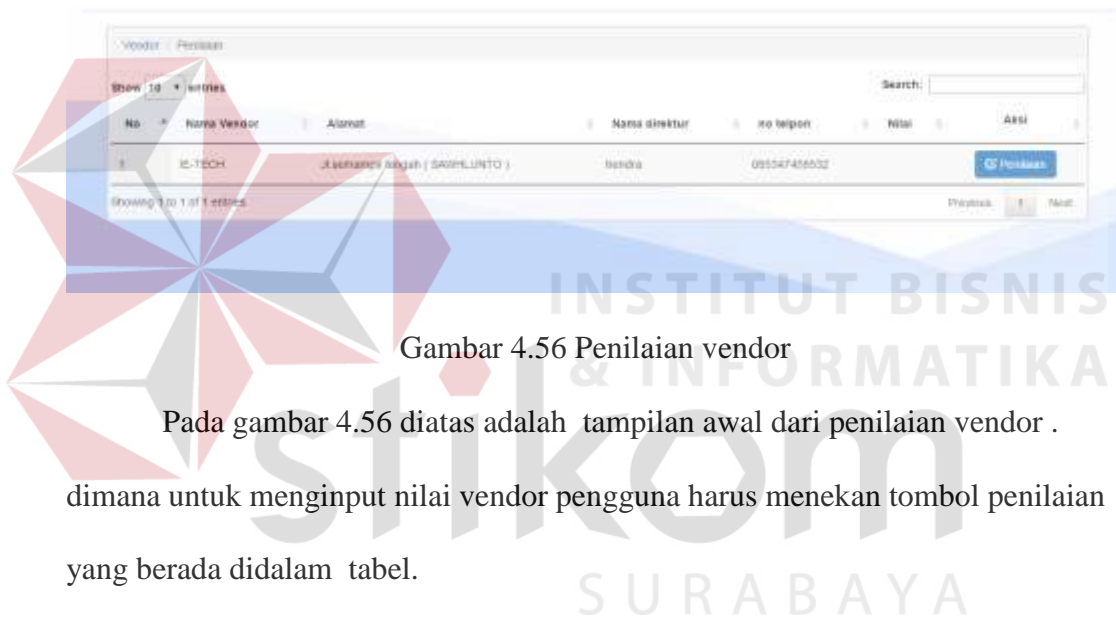 Vendor / Penilaian
Show 10 entries
Search:
No Nama Vendor Alamat Nama direktur no telpon Nilai Aksi
1 IE-TECH tengah ( SAWHLUNTO ) hendra Penilaian
Showing 1 to 1 of 1 entries
Previous 1 Next
INSTITUT BISNIS
Gambar 4.56 Penilaian vendor
& INFORMATIKA
Pada gambar 4.56 diatas adalah tampilan awal dari penilaian vendor .
stikom
dimana untuk menginput nilai vendor pengguna harus menekan tombol penilaian
yang berada didalam tabel.
SURABAYA